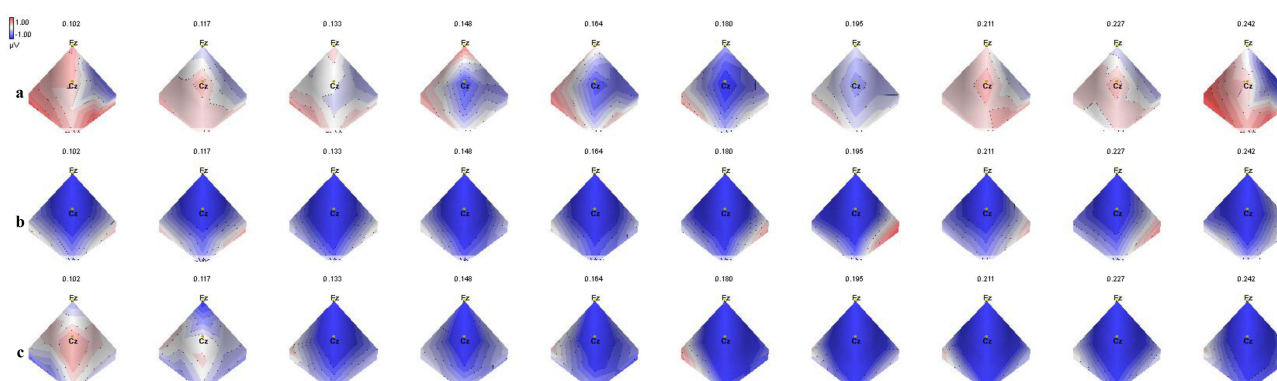 1.00
-1.00
µV
0.102 0.117 0.133 0.148 0.164 0.180 0.195 0.211 0.227 0.242
Fz Fz Fz Fz Fz Fz Fz Fz Fz Fz
a Cz Cz Cz Cz Cz Cz Cz Cz Cz Cz
0.102 0.117 0.133 0.148 0.164 0.180 0.195 0.211 0.227 0.242
Fz Fz Fz Fz Fz Fz Fz Fz Fz Fz
b Cz Cz Cz Cz Cz Cz Cz Cz Cz Cz
0.102 0.117 0.133 0.148 0.164 0.180 0.195 0.211 0.227 0.242
Fz Fz Fz Fz Fz Fz Fz Fz Fz Fz
c Cz Cz Cz Cz Cz Cz Cz Cz Cz Cz